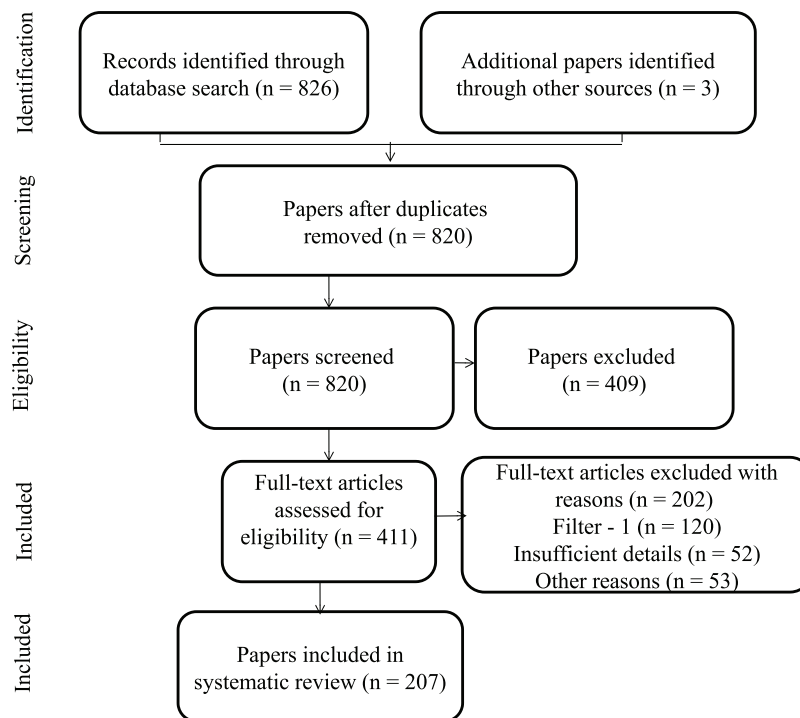 Identification
Records identified through
database search (n = 826)
Additional papers identified
through other sources (n = 3)
Screening
Papers after duplicates
removed (n = 820)
Eligibility
Papers screened
(n = 820)
Papers excluded
(n = 409)
Included
Full-text articles
assessed for
eligibility (n = 411)
Full-text articles excluded with
reasons (n = 202)
Filter - 1 (n = 120)
Insufficient details (n = 52)
Other reasons (n = 53)
Included
Papers included in
systematic review (n = 207)